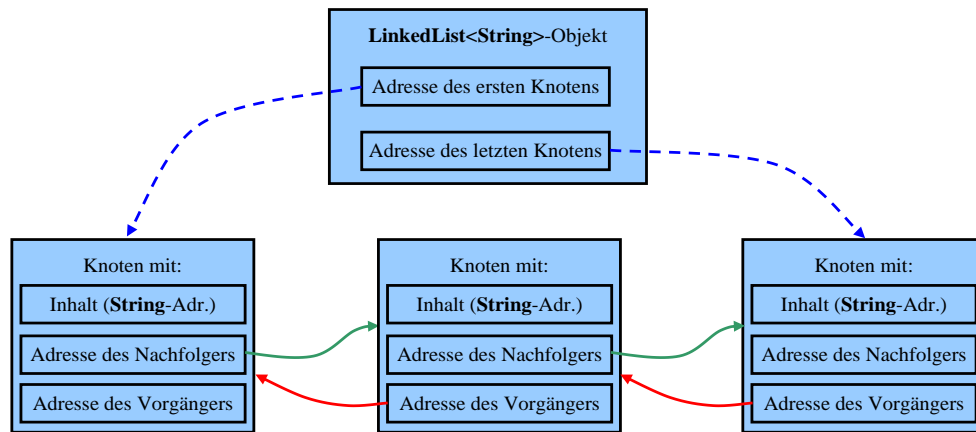 LinkedList<String>-Objekt
Adresse des ersten Knotens
Adresse des letzten Knotens
Knoten mit:
Inhalt (String-Adr.)
Adresse des Nachfolgers
Adresse des Vorgängers
Knoten mit:
Inhalt (String-Adr.)
Adresse des Nachfolgers
Adresse des Vorgängers
Knoten mit:
Inhalt (String-Adr.)
Adresse des Nachfolgers
Adresse des Vorgängers